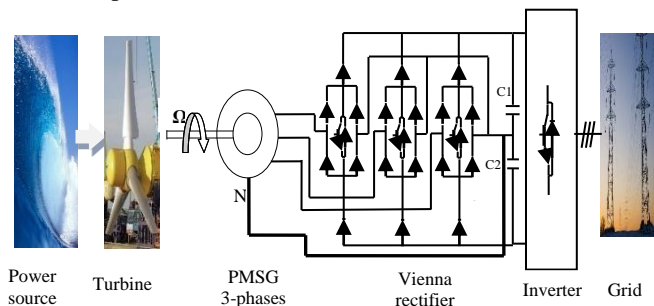 Ω
C1
C2
N
Power
source
Turbine
PMSG
3-phases
Vienna
rectifier
Inverter
Grid